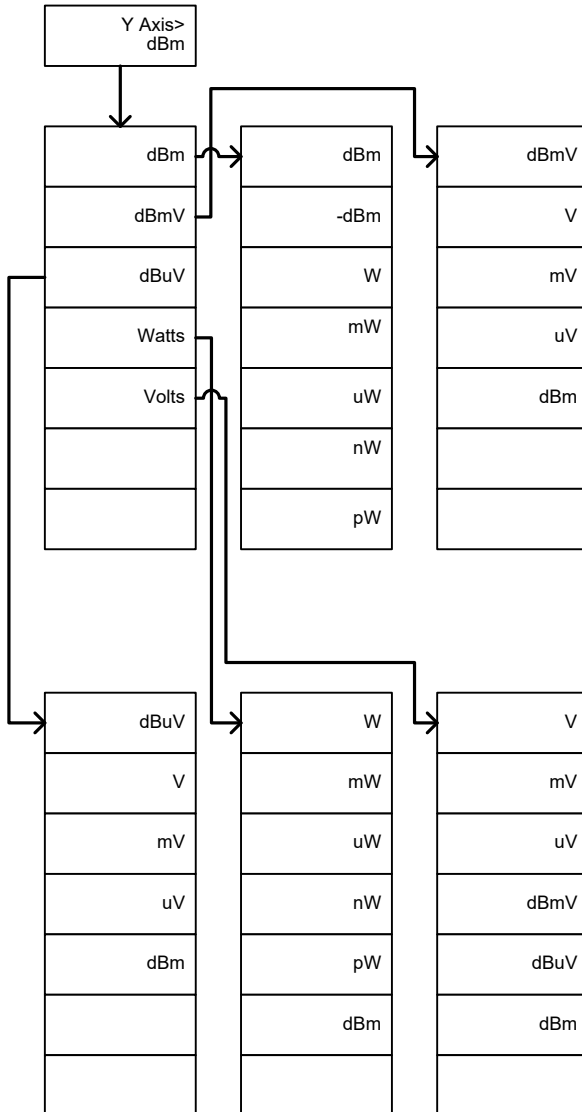 Y Axis>
dBm
dBm
dBmV
dBuV
Watts
Volts
dBm
-dBm
W
mW
uW
nW
pW
dBmV
V
mV
uV
dBm
dBuV
V
mV
uV
dBm
W
mW
uW
nW
pW
dBm
V
mV
uV
dBmV
dBuV
dBm